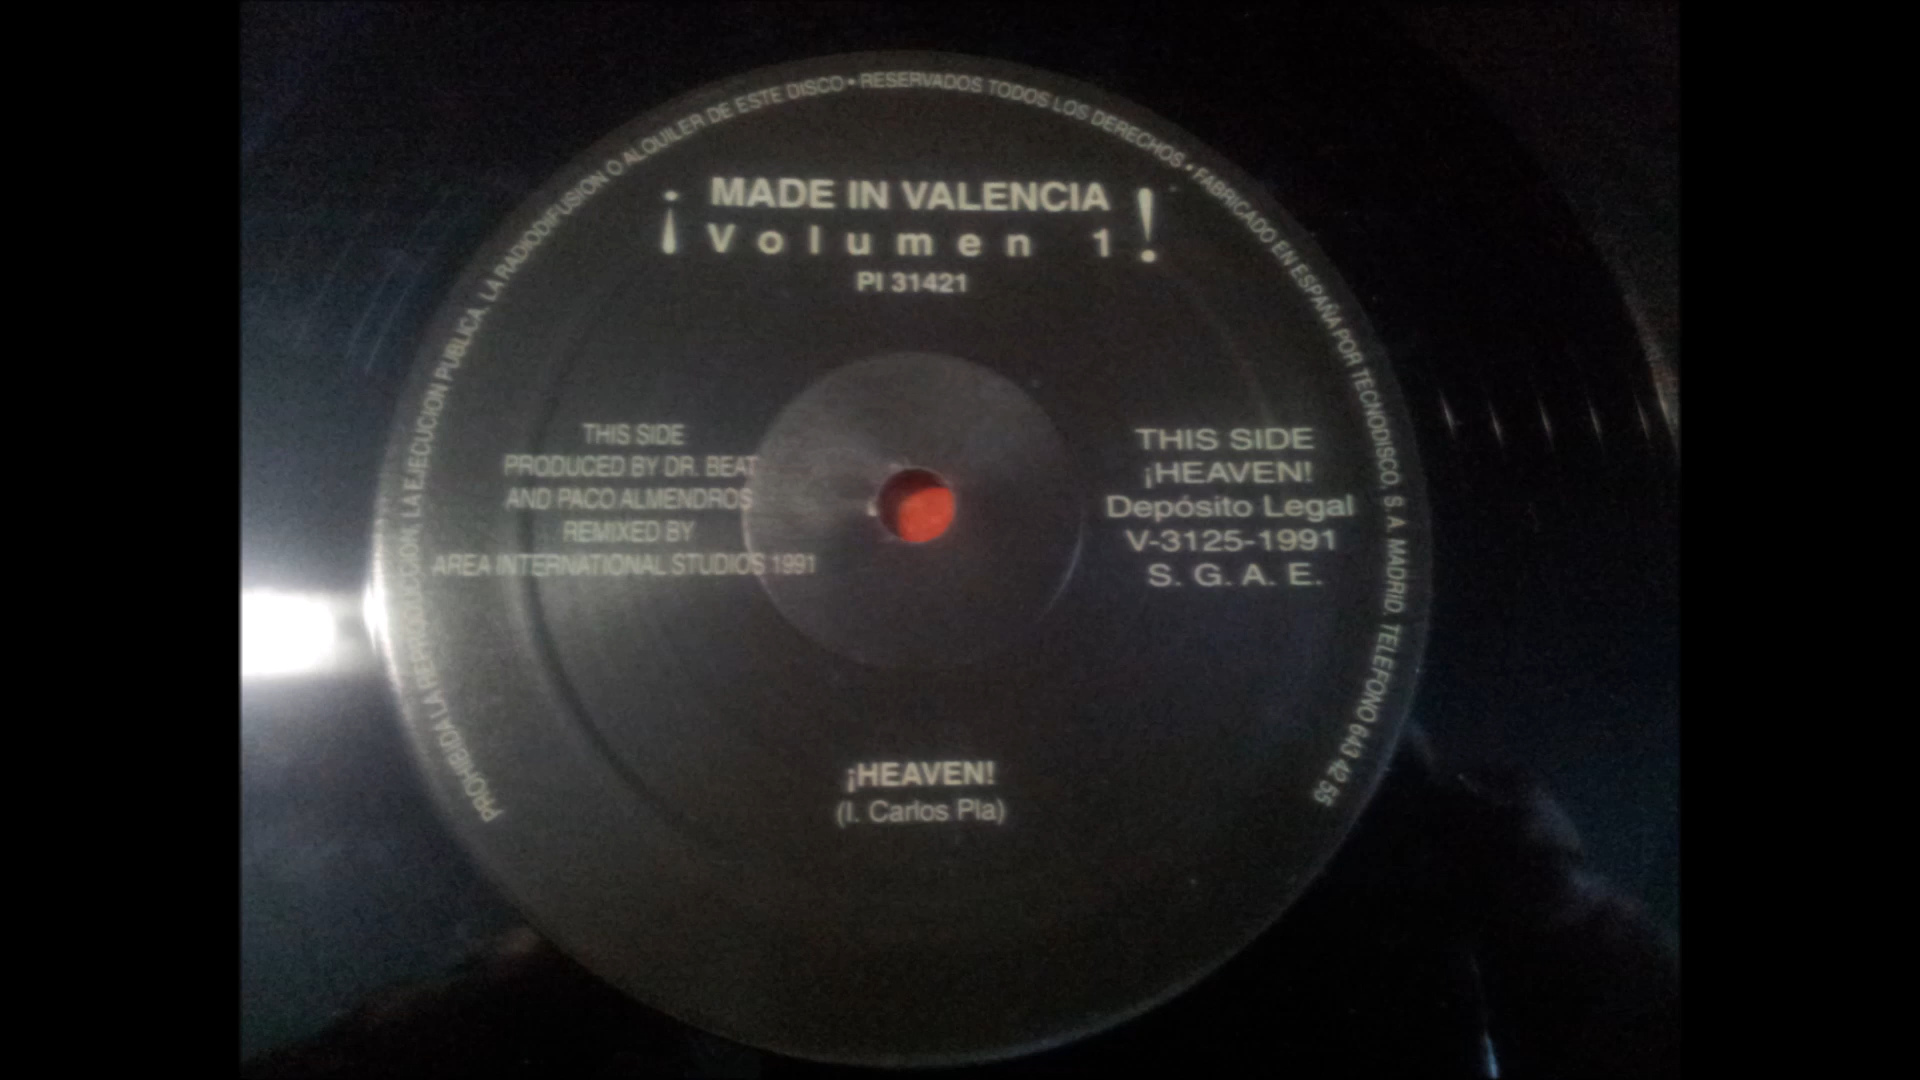 PROHIBIDA LA REPRODUCCION, LA EJECUCION PUBLICA, LA RADIODIFUSION O ALQUILER DE ESTE DISCO • RESERVADOS TODOS LOS DERECHOS • FABRICADO EN ESPAÑA POR TECNODISCO, S. A. MADRID. TELEFONO 643 42 55
¡ MADE IN VALENCIA
Volumen 1 !
PI 31421
THIS SIDE
PRODUCED BY DR. BEAT
AND PACO ALMENDROS
REMIXED BY
AREA INTERNATIONAL STUDIOS 1991
THIS SIDE
¡HEAVEN!
Depósito Legal
V-3125-1991
S. G. A. E.
¡HEAVEN!
(I. Carlos Pla)